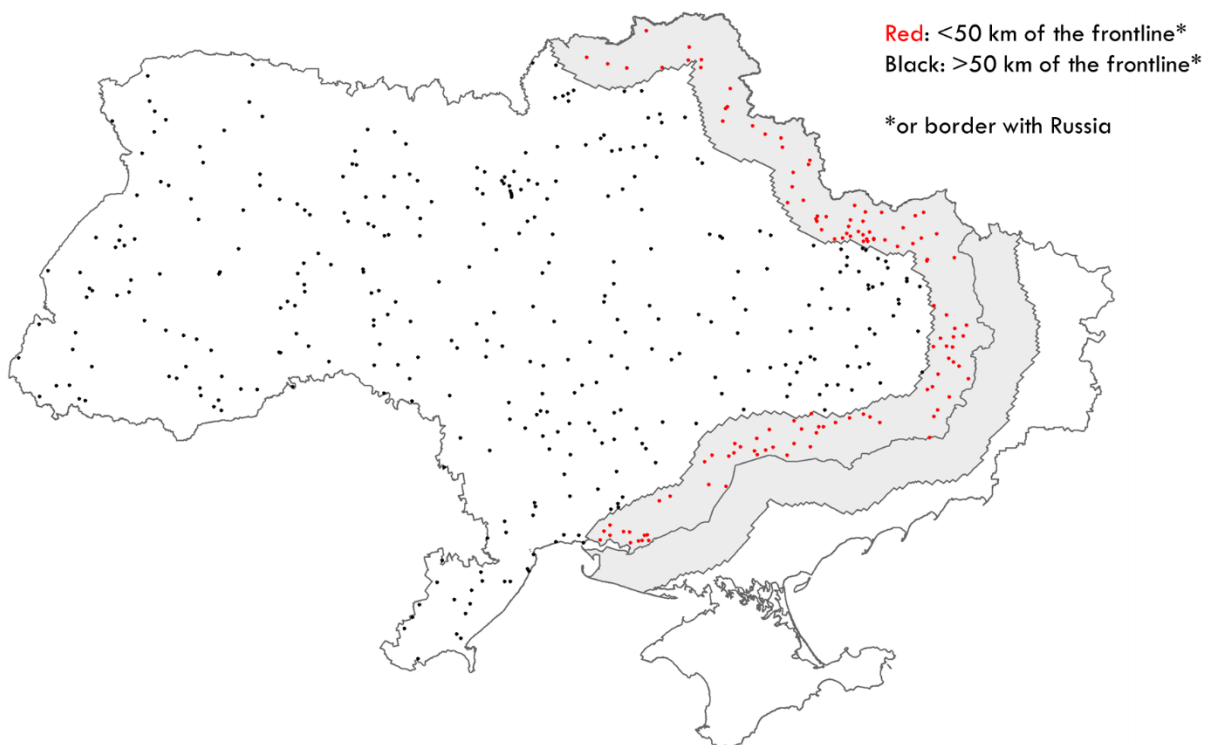 Red: <50 km of the frontline*
Black: >50 km of the frontline*
*or border with Russia